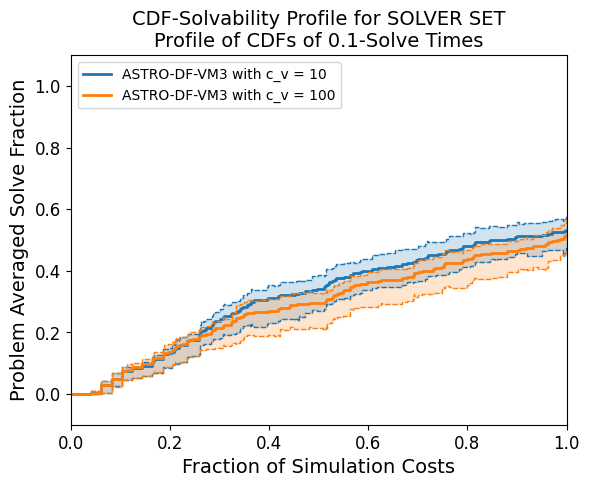 CDF-Solvability Profile for SOLVER SET
Profile of CDFs of 0.1-Solve Times
ASTRO-DF-VM3 with c_v = 10
ASTRO-DF-VM3 with c_v = 100
Problem Averaged Solve Fraction
1.0
0.8
0.6
0.4
0.2
0.0
0.0 0.2 0.4 0.6 0.8 1.0
Fraction of Simulation Costs